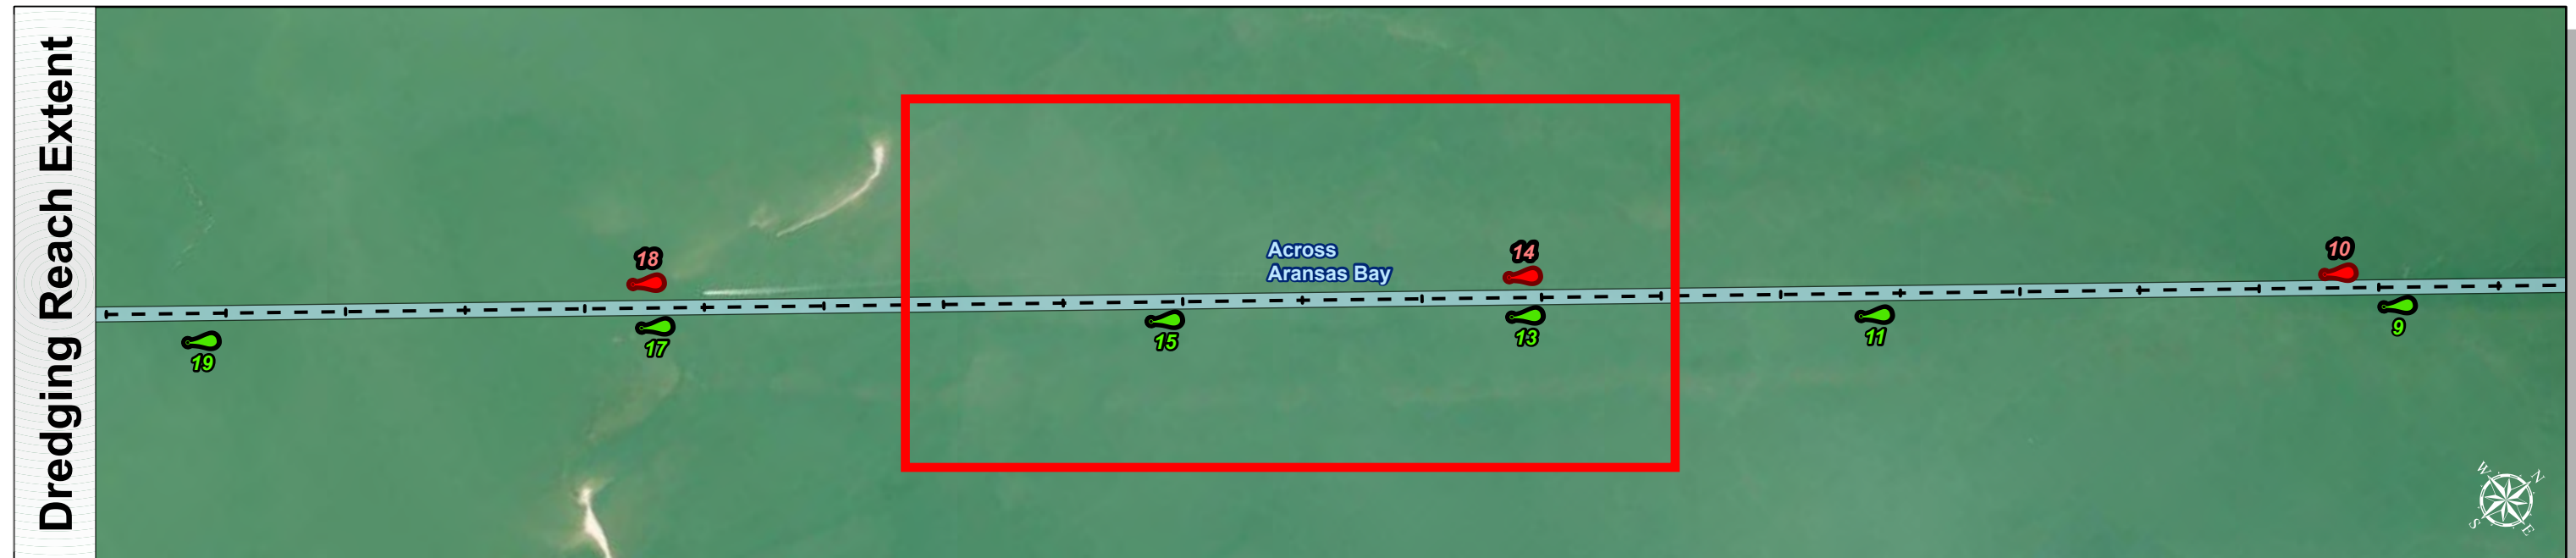 Dredging Reach Extent
18
Across
Aransas Bay
14
10
19
17
15
13
11
9
W
N
S
E